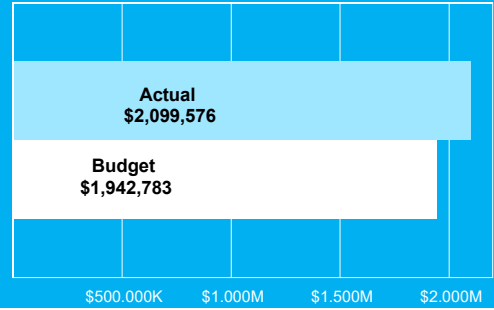 Actual
$2,099,576
Budget
$1,942,783
$500.000K $1.000M $1.500M $2.000M